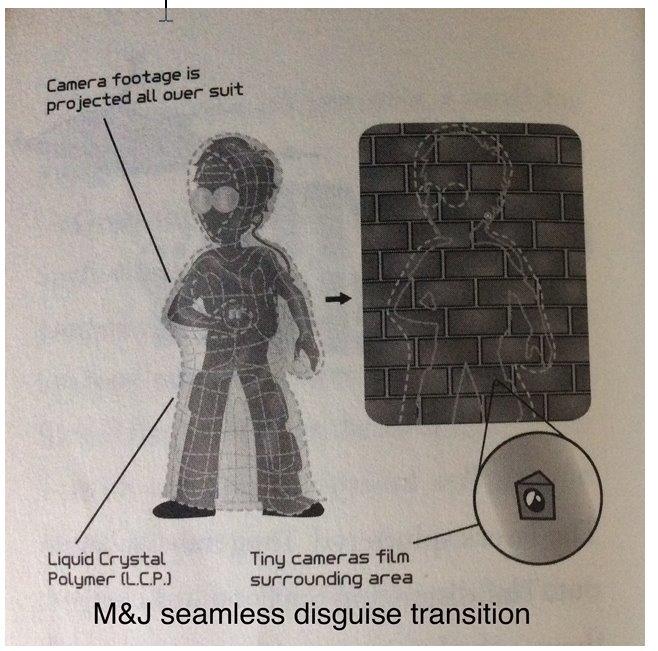 Camera footage is
projected all over suit
Liquid Crystal
Polymer (L.C.P.)
Tiny cameras film
surrounding area
M&J seamless disguise transition